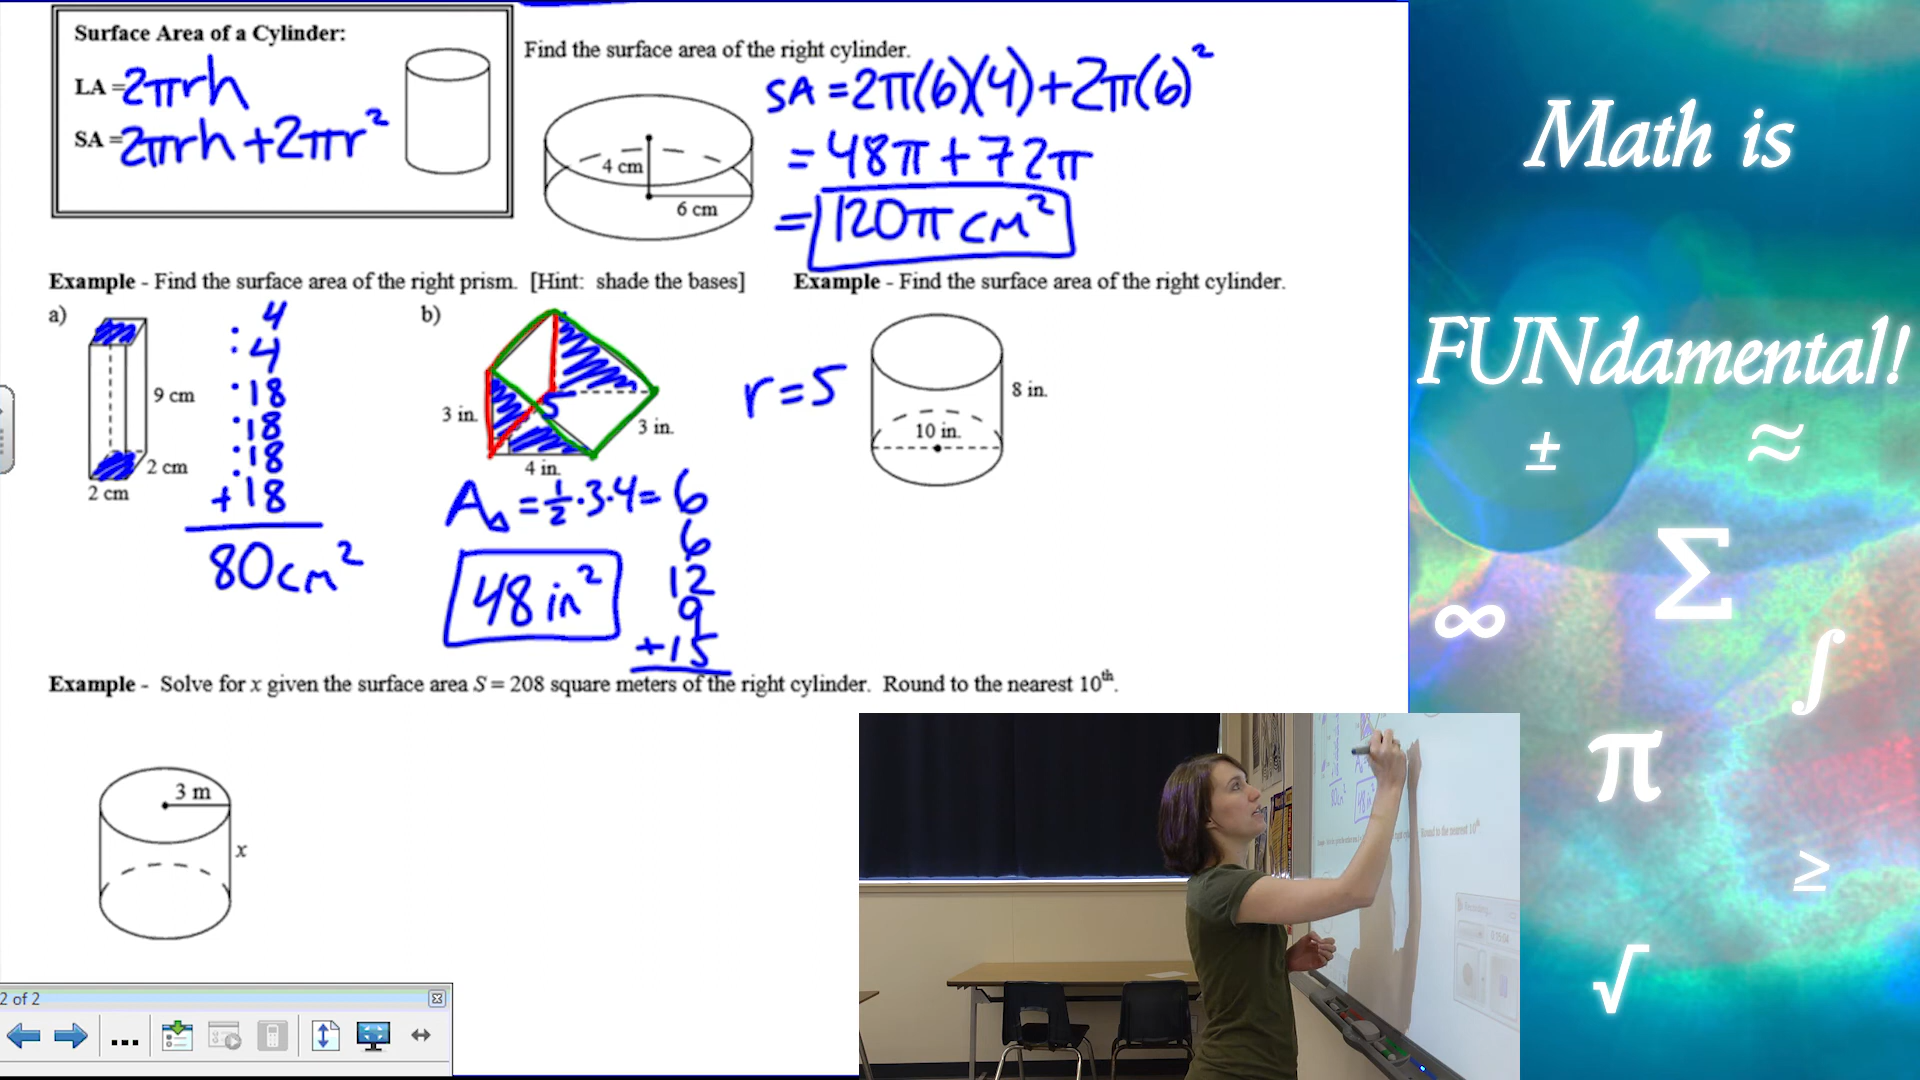 Surface Area of a Cylinder:
LA = 2πrh
SA = 2πrh + 2πr²
Find the surface area of the right cylinder.
4 cm
6 cm
SA = 2π(6)(4) + 2π(6)²
= 48π + 72π
= 120π cm²
Example - Find the surface area of the right prism. [Hint: shade the bases]
a)
9 cm
2 cm
2 cm
4
4
18
18
18
+ 18
80 cm²
b)
3 in.
5
3 in.
4 in.
A△ = ½·3·4 = 6
6
12
9
+15
48 in²
Example - Find the surface area of the right cylinder.
r = 5
8 in.
10 in.
Example - Solve for x given the surface area S = 208 square meters of the right cylinder. Round to the nearest 10th.
3 m
x
2 of 2
...
Math is
FUNdamental!
± ≈
Σ
∞
∫
π
≥
√